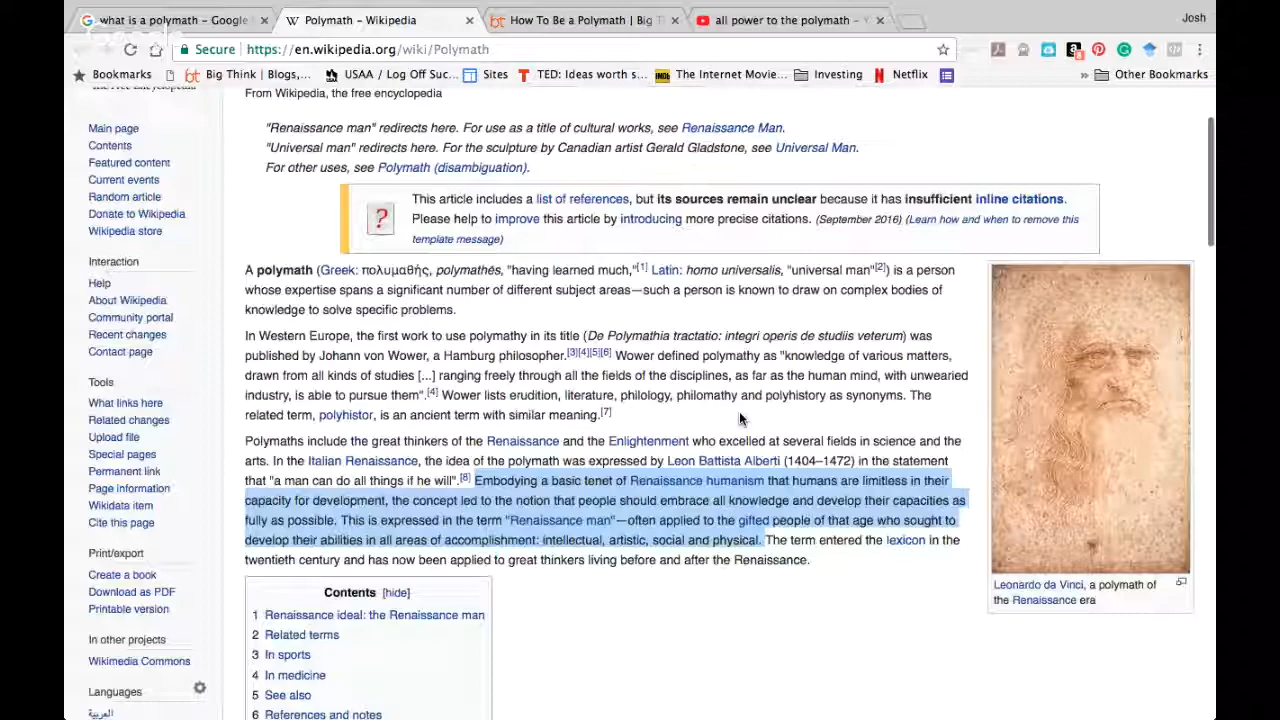 what is a polymath - Google
Polymath – Wikipedia
How To Be a Polymath | Big T
all power to the polymath –
Josh
Secure
https://en.wikipedia.org/wiki/Polymath
Bookmarks
Big Think | Blogs,...
USAA / Log Off Suc...
Sites
TED: Ideas worth s...
The Internet Movie...
Investing
Netflix
» Other Bookmarks
From Wikipedia, the free encyclopedia
"Renaissance man" redirects here. For use as a title of cultural works, see Renaissance Man.
"Universal man" redirects here. For the sculpture by Canadian artist Gerald Gladstone, see Universal Man.
For other uses, see Polymath (disambiguation).
This article includes a list of references, but its sources remain unclear because it has insufficient inline citations.
Please help to improve this article by introducing more precise citations. (September 2016) (Learn how and when to remove this
template message)
A polymath (Greek: πολυμαθής, polymathēs, "having learned much,"[1] Latin: homo universalis, "universal man"[2]) is a person
whose expertise spans a significant number of different subject areas—such a person is known to draw on complex bodies of
knowledge to solve specific problems.
In Western Europe, the first work to use polymathy in its title (De Polymathia tractatio: integri operis de studiis veterum) was
published by Johann von Wower, a Hamburg philosopher.[3][4][5][6] Wower defined polymathy as "knowledge of various matters,
drawn from all kinds of studies [...] ranging freely through all the fields of the disciplines, as far as the human mind, with unwearied
industry, is able to pursue them".[4] Wower lists erudition, literature, philology, philomathy and polyhistory as synonyms. The
related term, polyhistor, is an ancient term with similar meaning.[7]
Polymaths include the great thinkers of the Renaissance and the Enlightenment who excelled at several fields in science and the
arts. In the Italian Renaissance, the idea of the polymath was expressed by Leon Battista Alberti (1404–1472) in the statement
that "a man can do all things if he will".[8] Embodying a basic tenet of Renaissance humanism that humans are limitless in their
capacity for development, the concept led to the notion that people should embrace all knowledge and develop their capacities as
fully as possible. This is expressed in the term "Renaissance man"—often applied to the gifted people of that age who sought to
develop their abilities in all areas of accomplishment: intellectual, artistic, social and physical. The term entered the lexicon in the
twentieth century and has now been applied to great thinkers living before and after the Renaissance.
Contents [hide]
1 Renaissance ideal: the Renaissance man
2 Related terms
3 In sports
4 In medicine
5 See also
6 References and notes
Leonardo da Vinci, a polymath of
the Renaissance era
Main page
Contents
Featured content
Current events
Random article
Donate to Wikipedia
Wikipedia store
Interaction
Help
About Wikipedia
Community portal
Recent changes
Contact page
Tools
What links here
Related changes
Upload file
Special pages
Permanent link
Page information
Wikidata item
Cite this page
Print/export
Create a book
Download as PDF
Printable version
In other projects
Wikimedia Commons
Languages
العربية